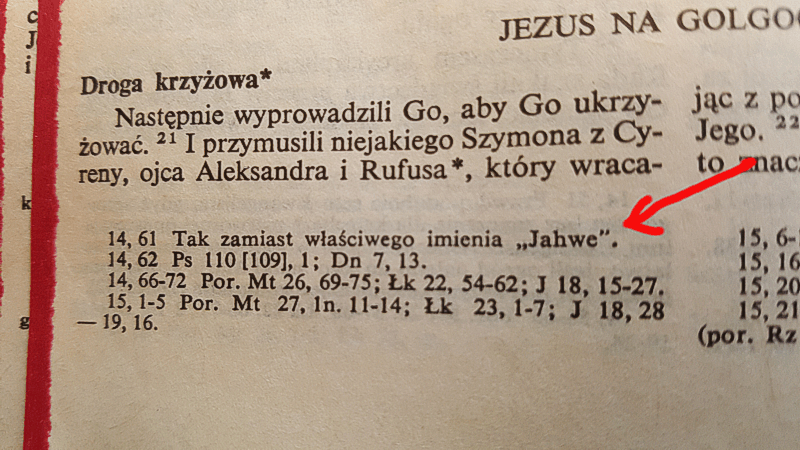 JEZUS NA
Droga krzyżowa*
Następnie wyprowadzili Go, aby Go ukrzy-
żować. ²¹ I przymusili niejakiego Szymona z Cy-
reny, ojca Aleksandra i Rufusa*, który wraca-
14, 61 Tak zamiast właściwego imienia „Jahwe”.
14, 62 Ps 110 [109], 1; Dn 7, 13.
14, 66-72 Por. Mt 26, 69-75; Łk 22, 54-62; J 18, 15-27.
15, 1-5 Por. Mt 27, 1n. 11-14; Łk 23, 1-7; J 18, 28
— 19, 16.
jąc z
Jego. ²²
to
15, 6-
15, 16
15, 20
15, 21
(por. Rz